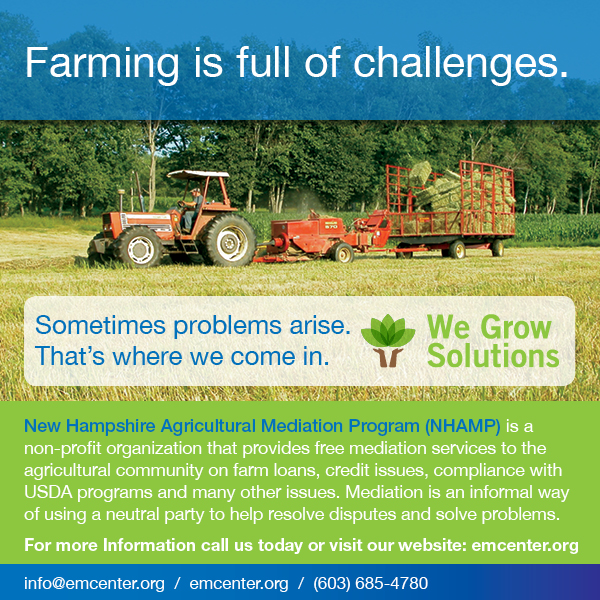 Farming is full of challenges.
Sometimes problems arise.
That's where we come in.
We Grow
Solutions
New Hampshire Agricultural Mediation Program (NHAMP) is a
non-profit organization that provides free mediation services to the
agricultural community on farm loans, credit issues, compliance with
USDA programs and many other issues. Mediation is an informal way
of using a neutral party to help resolve disputes and solve problems.
For more Information call us today or visit our website: emcenter.org
info@emcenter.org / emcenter.org / (603) 685-4780